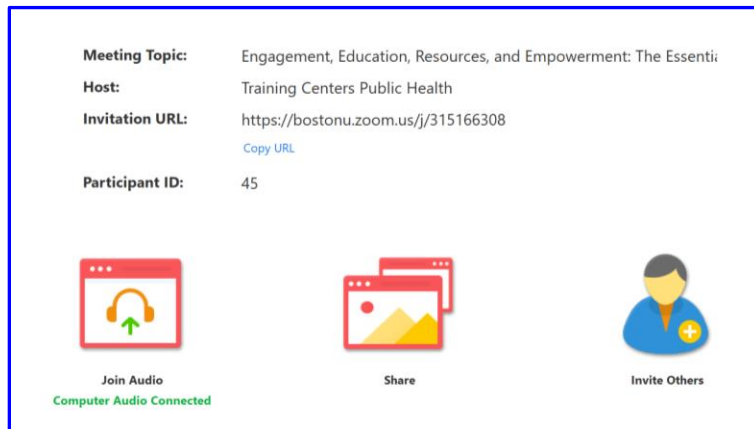 Meeting Topic: Engagement, Education, Resources, and Empowerment: The
Host: Training Centers Public Health
Invitation URL: https://bostonu.zoom.us/j/315166308
Copy URL
Participant ID: 45
Join Audio Share Invite Others
Computer Audio Connected